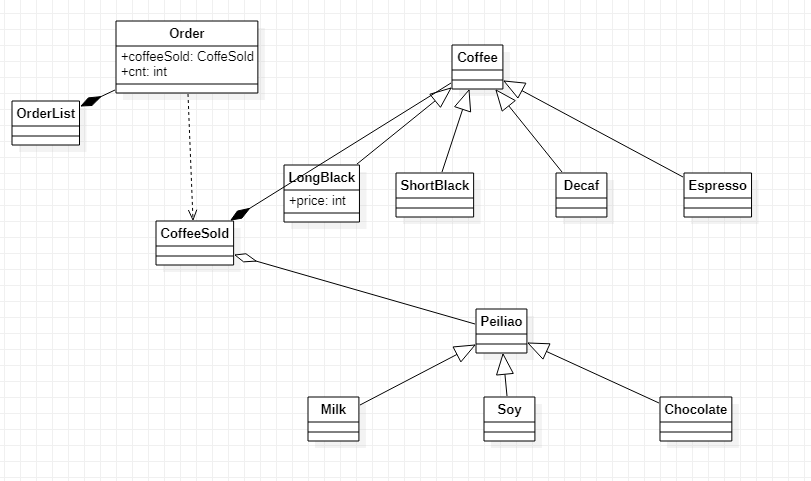 Order
+coffeeSold: CoffeSold
+cnt: int
OrderList
Coffee
LongBlack
+price: int
ShortBlack
Decaf
Espresso
CoffeeSold
Peiliao
Milk
Soy
Chocolate